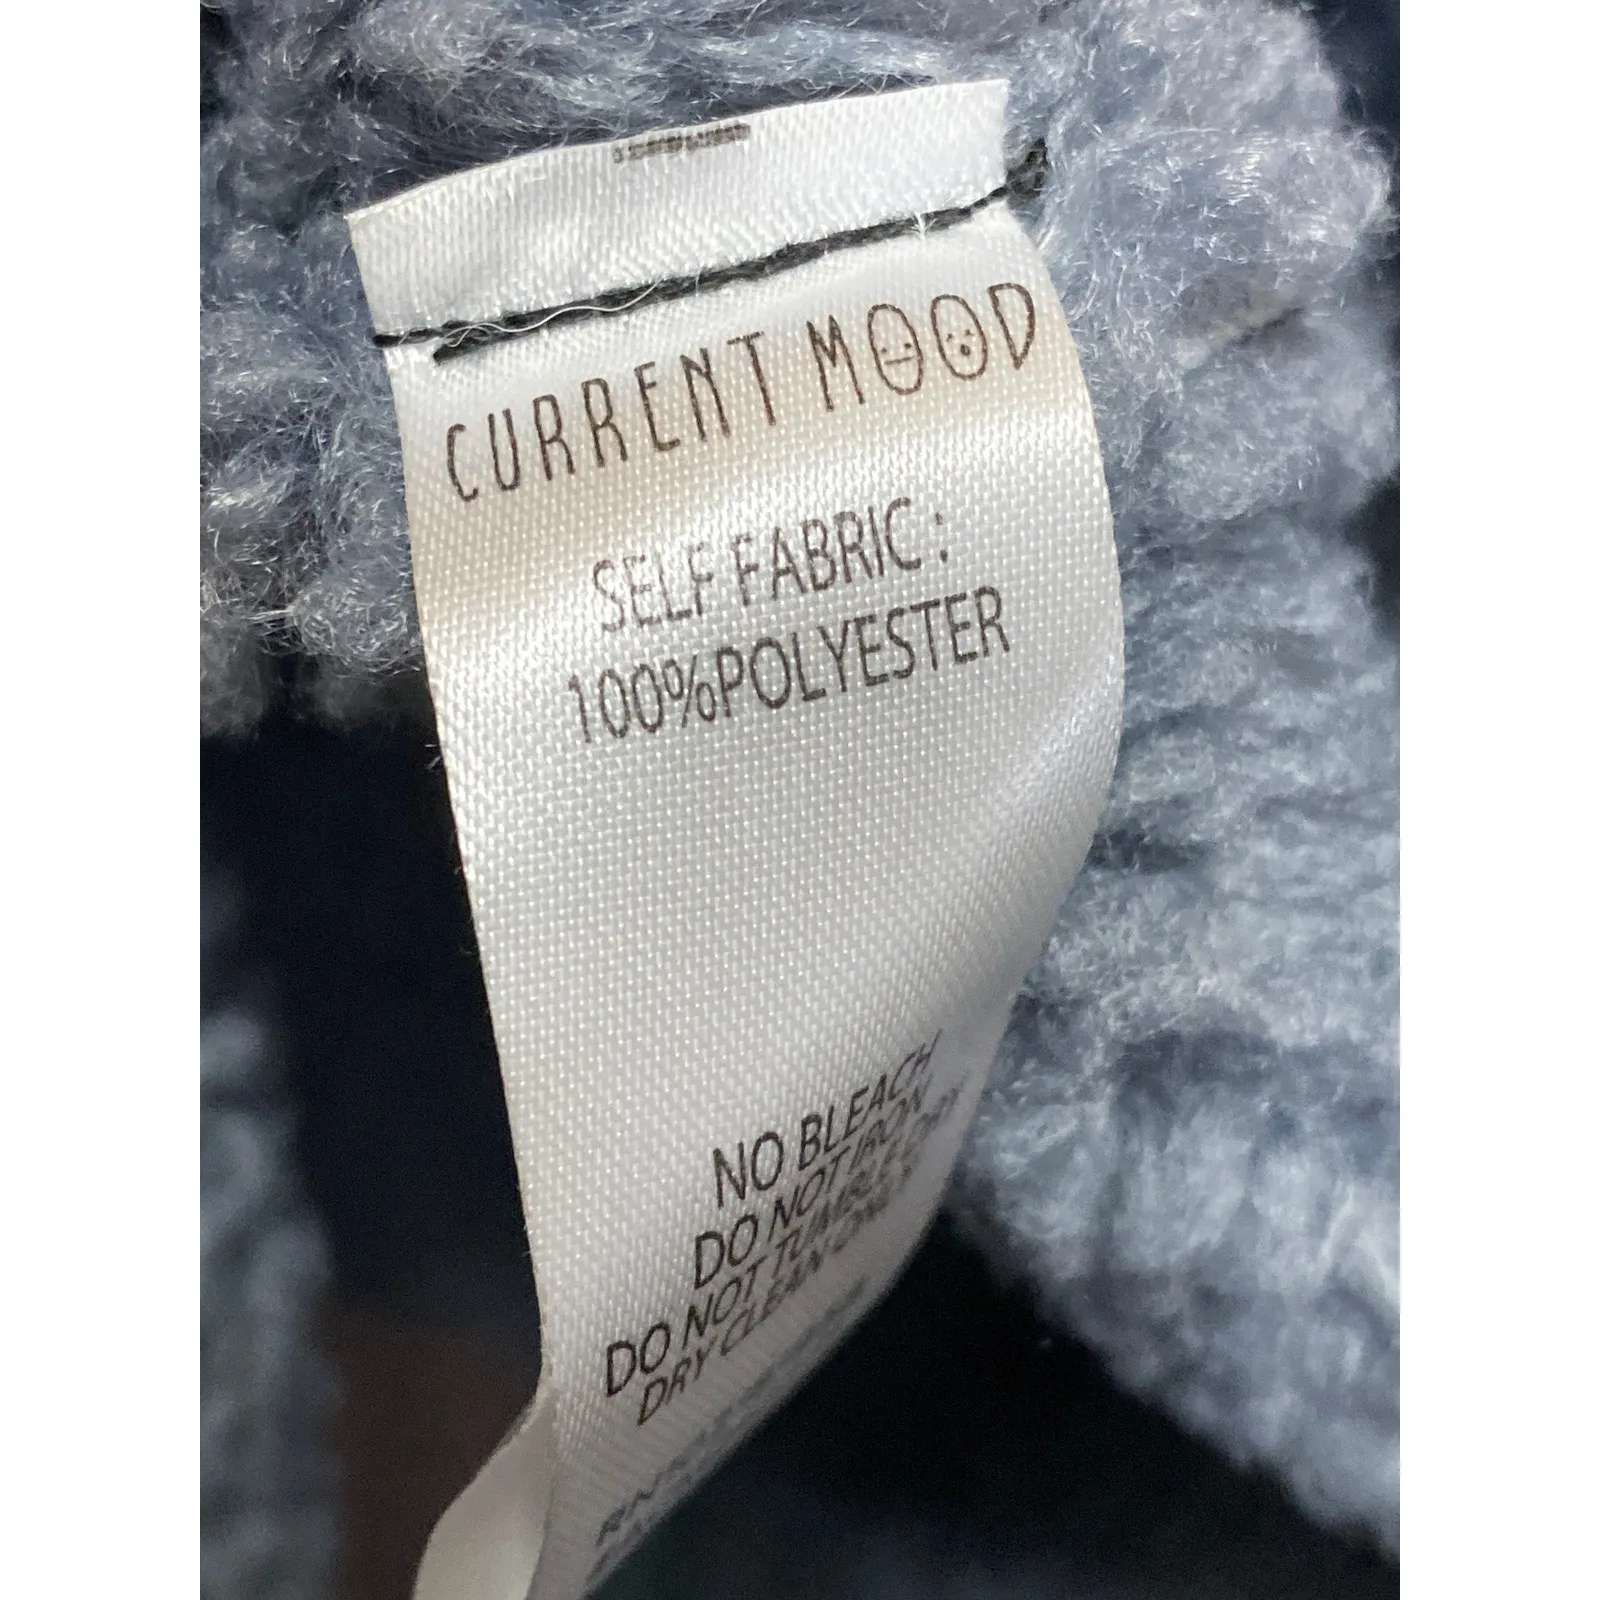 CURRENT MOOD
SELF FABRIC :
100%POLYESTER
NO BLEACH
DO NOT IRON
DO NOT TUMBLE DRY
DRY CLEAN ONLY